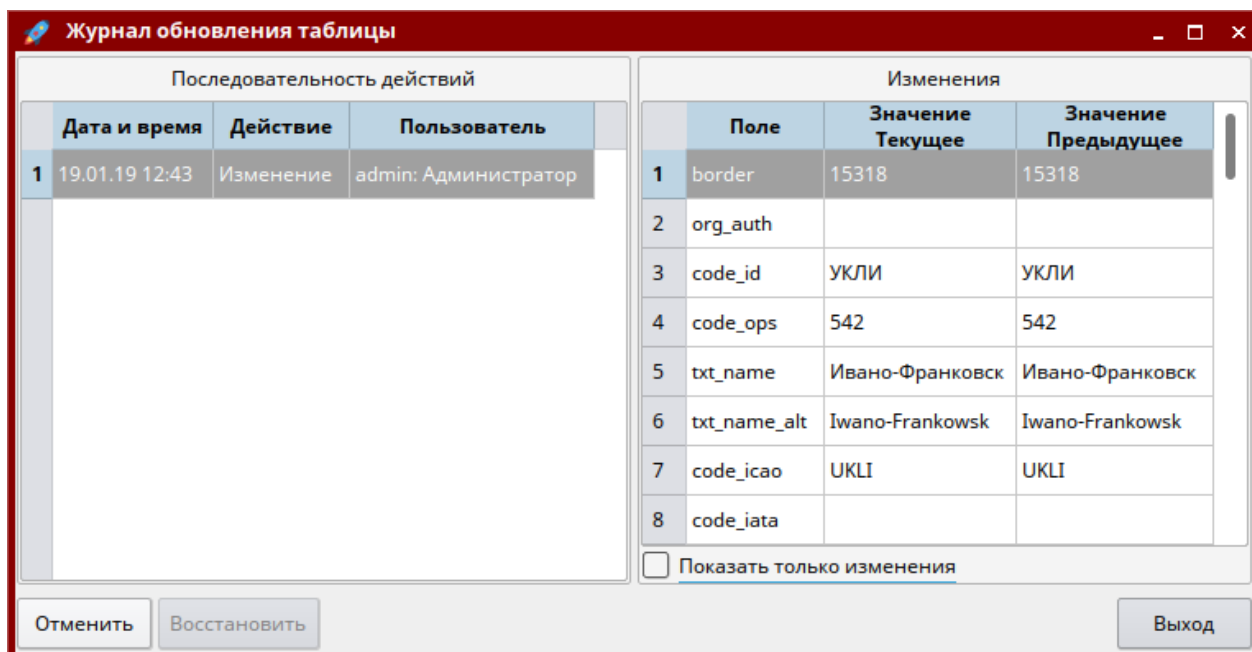 Журнал обновления таблицы
Последовательность действий
Дата и время Действие Пользователь
1 19.01.19 12:43 Изменение admin: Администратор
Изменения
Поле Значение Текущее Значение Предыдущее
1 border 15318 15318
2 org_auth
3 code_id УКЛИ УКЛИ
4 code_ops 542 542
5 txt_name Ивано-Франковск Ивано-Франковск
6 txt_name_alt Iwano-Frankowsk Iwano-Frankowsk
7 code_icao UKLI UKLI
8 code_iata
Показать только изменения
Отменить Восстановить Выход